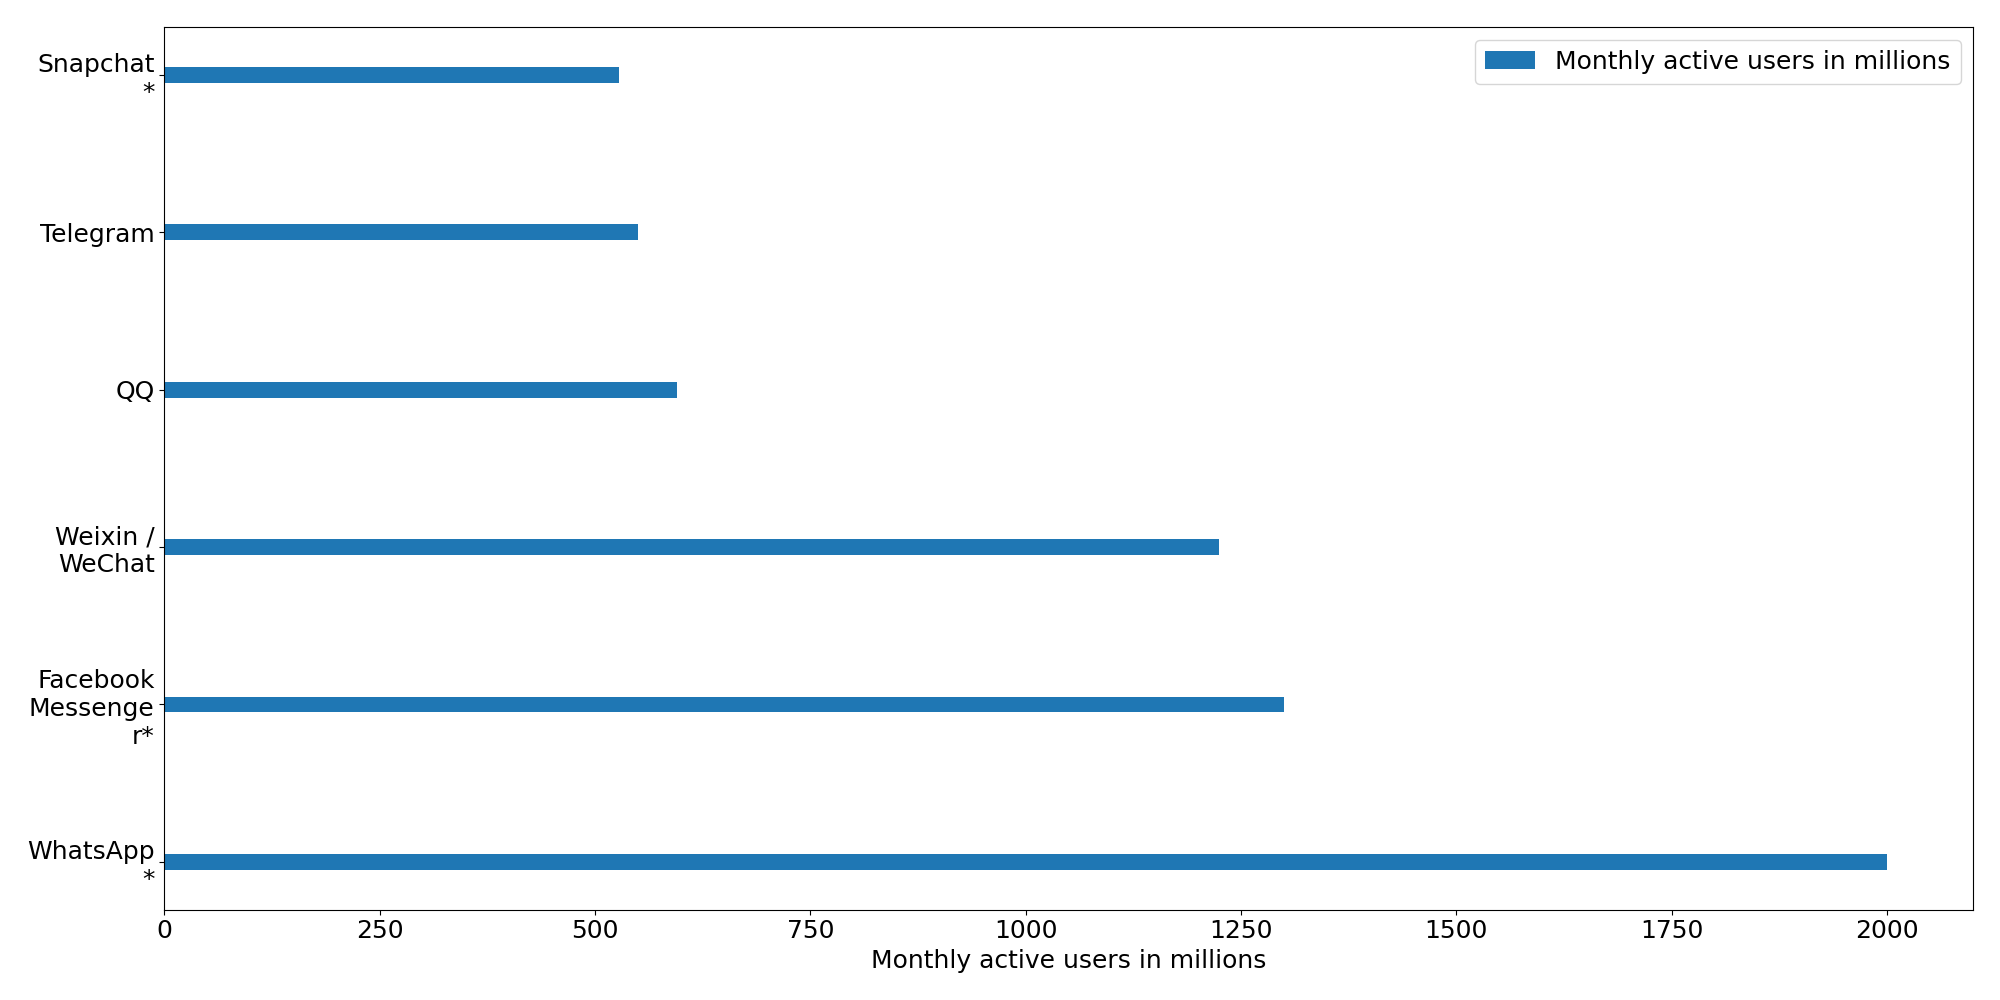 Snapchat
*
Telegram
QQ
Weixin /
WeChat
Facebook
Messenge
r*
WhatsApp
*
0 250 500 750 1000 1250 1500 1750 2000
Monthly active users in millions
Monthly active users in millions